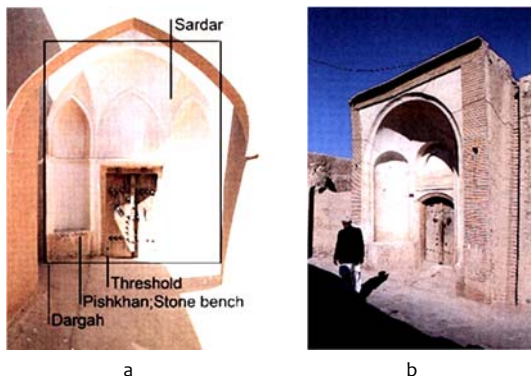 Sardar
Threshold
Pishkhan;Stone bench
Dargah
a
b